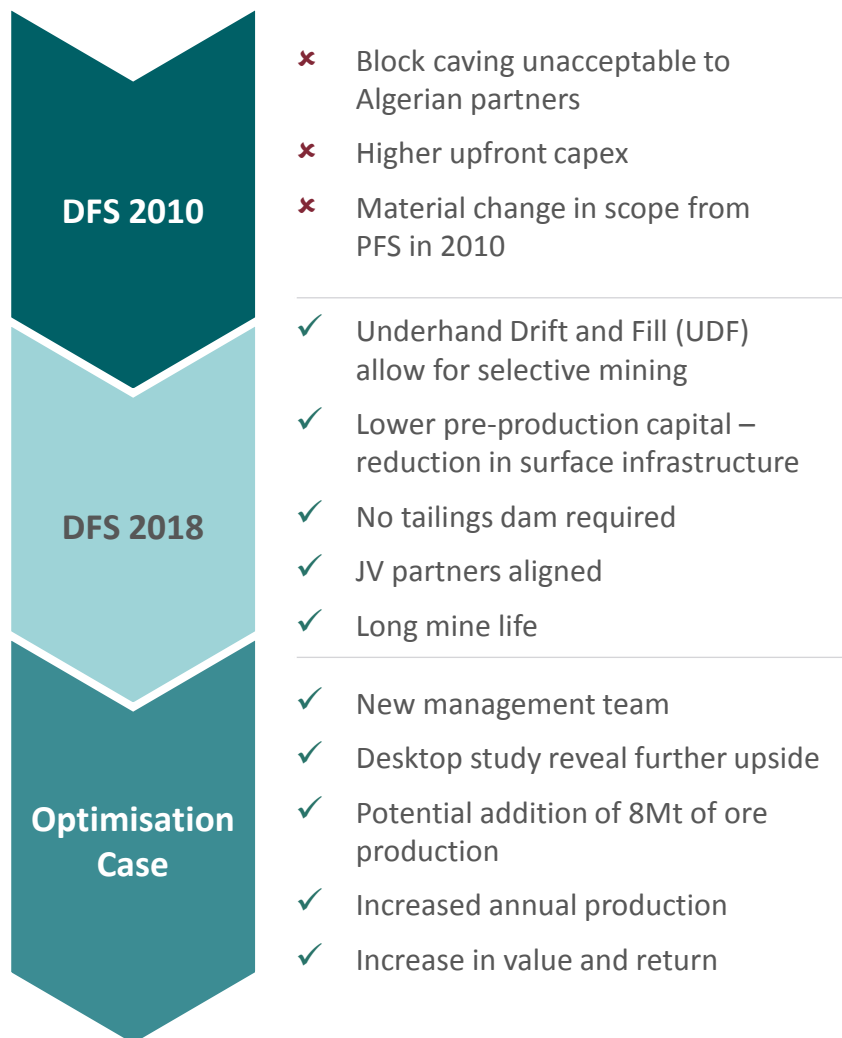 DFS 2010
✗ Block caving unacceptable to
Algerian partners
✗ Higher upfront capex
✗ Material change in scope from
PFS in 2010
DFS 2018
✓ Underhand Drift and Fill (UDF)
allow for selective mining
✓ Lower pre-production capital –
reduction in surface infrastructure
✓ No tailings dam required
✓ JV partners aligned
✓ Long mine life
Optimisation
Case
✓ New management team
✓ Desktop study reveal further upside
✓ Potential addition of 8Mt of ore
production
✓ Increased annual production
✓ Increase in value and return